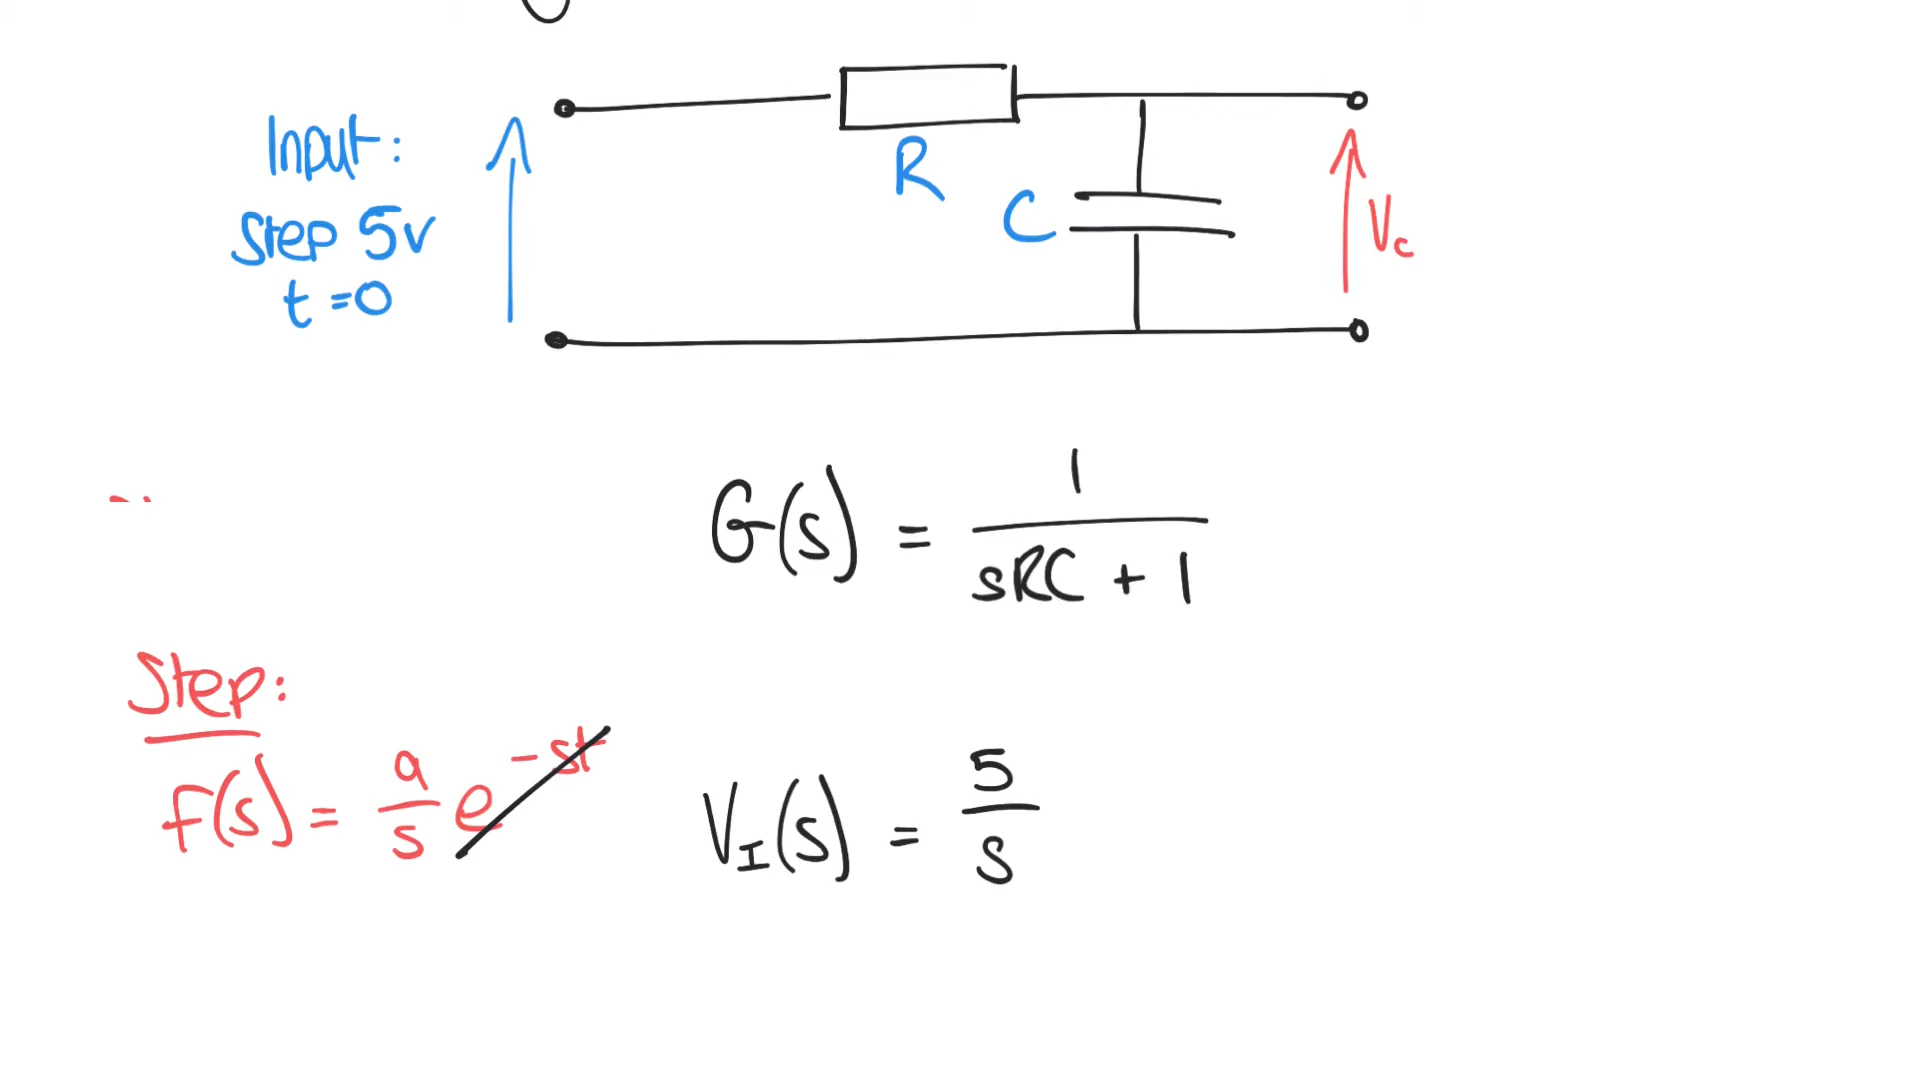 Input:
Step 5v
t = 0
R
C
Vc
G(s) = 1 / sRC + 1
Step:
F(s) = a/s e^-st
V_I(s) = 5/s